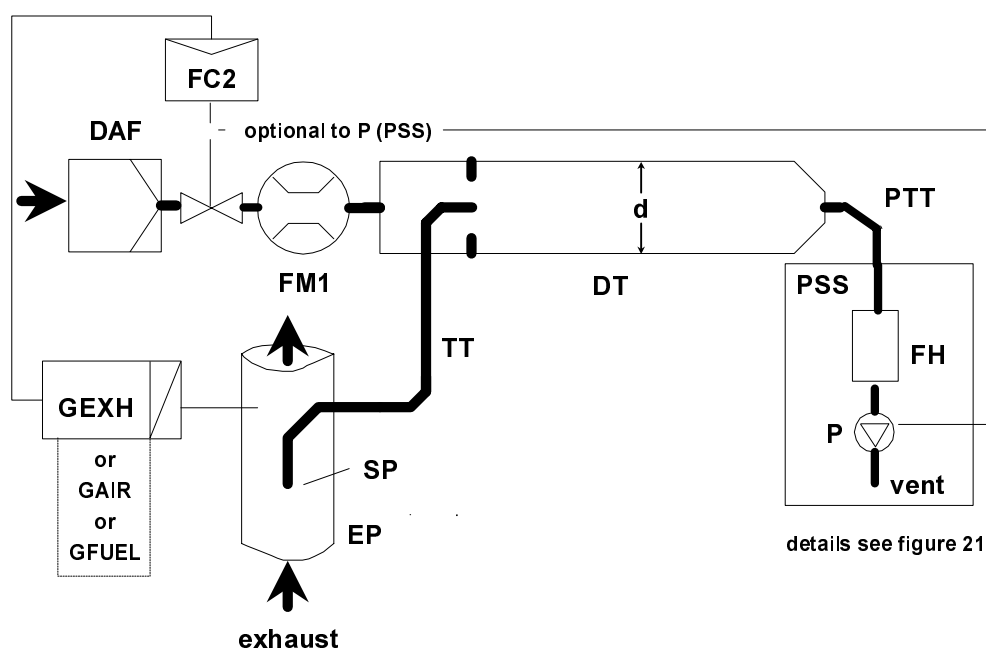 FC2
DAF
optional to P (PSS)
d
PTT
FM1
DT
PSS
TT
FH
GEXH
P
or
GAIR
or
GFUEL
SP
vent
EP
details see figure 21
exhaust